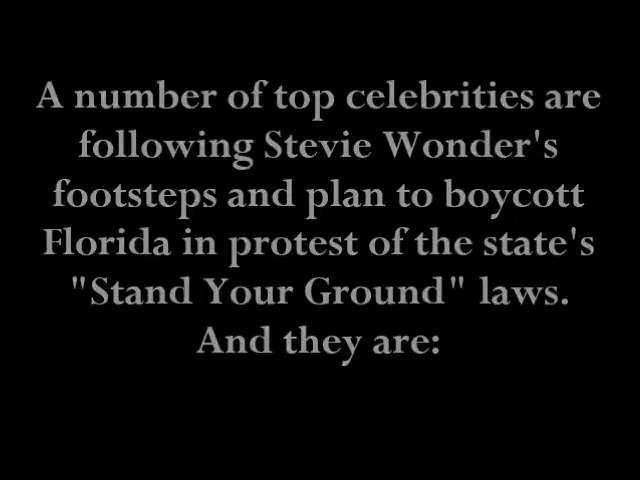 A number of top celebrities are
following Stevie Wonder's
footsteps and plan to boycott
Florida in protest of the state's
"Stand Your Ground" laws.
And they are: